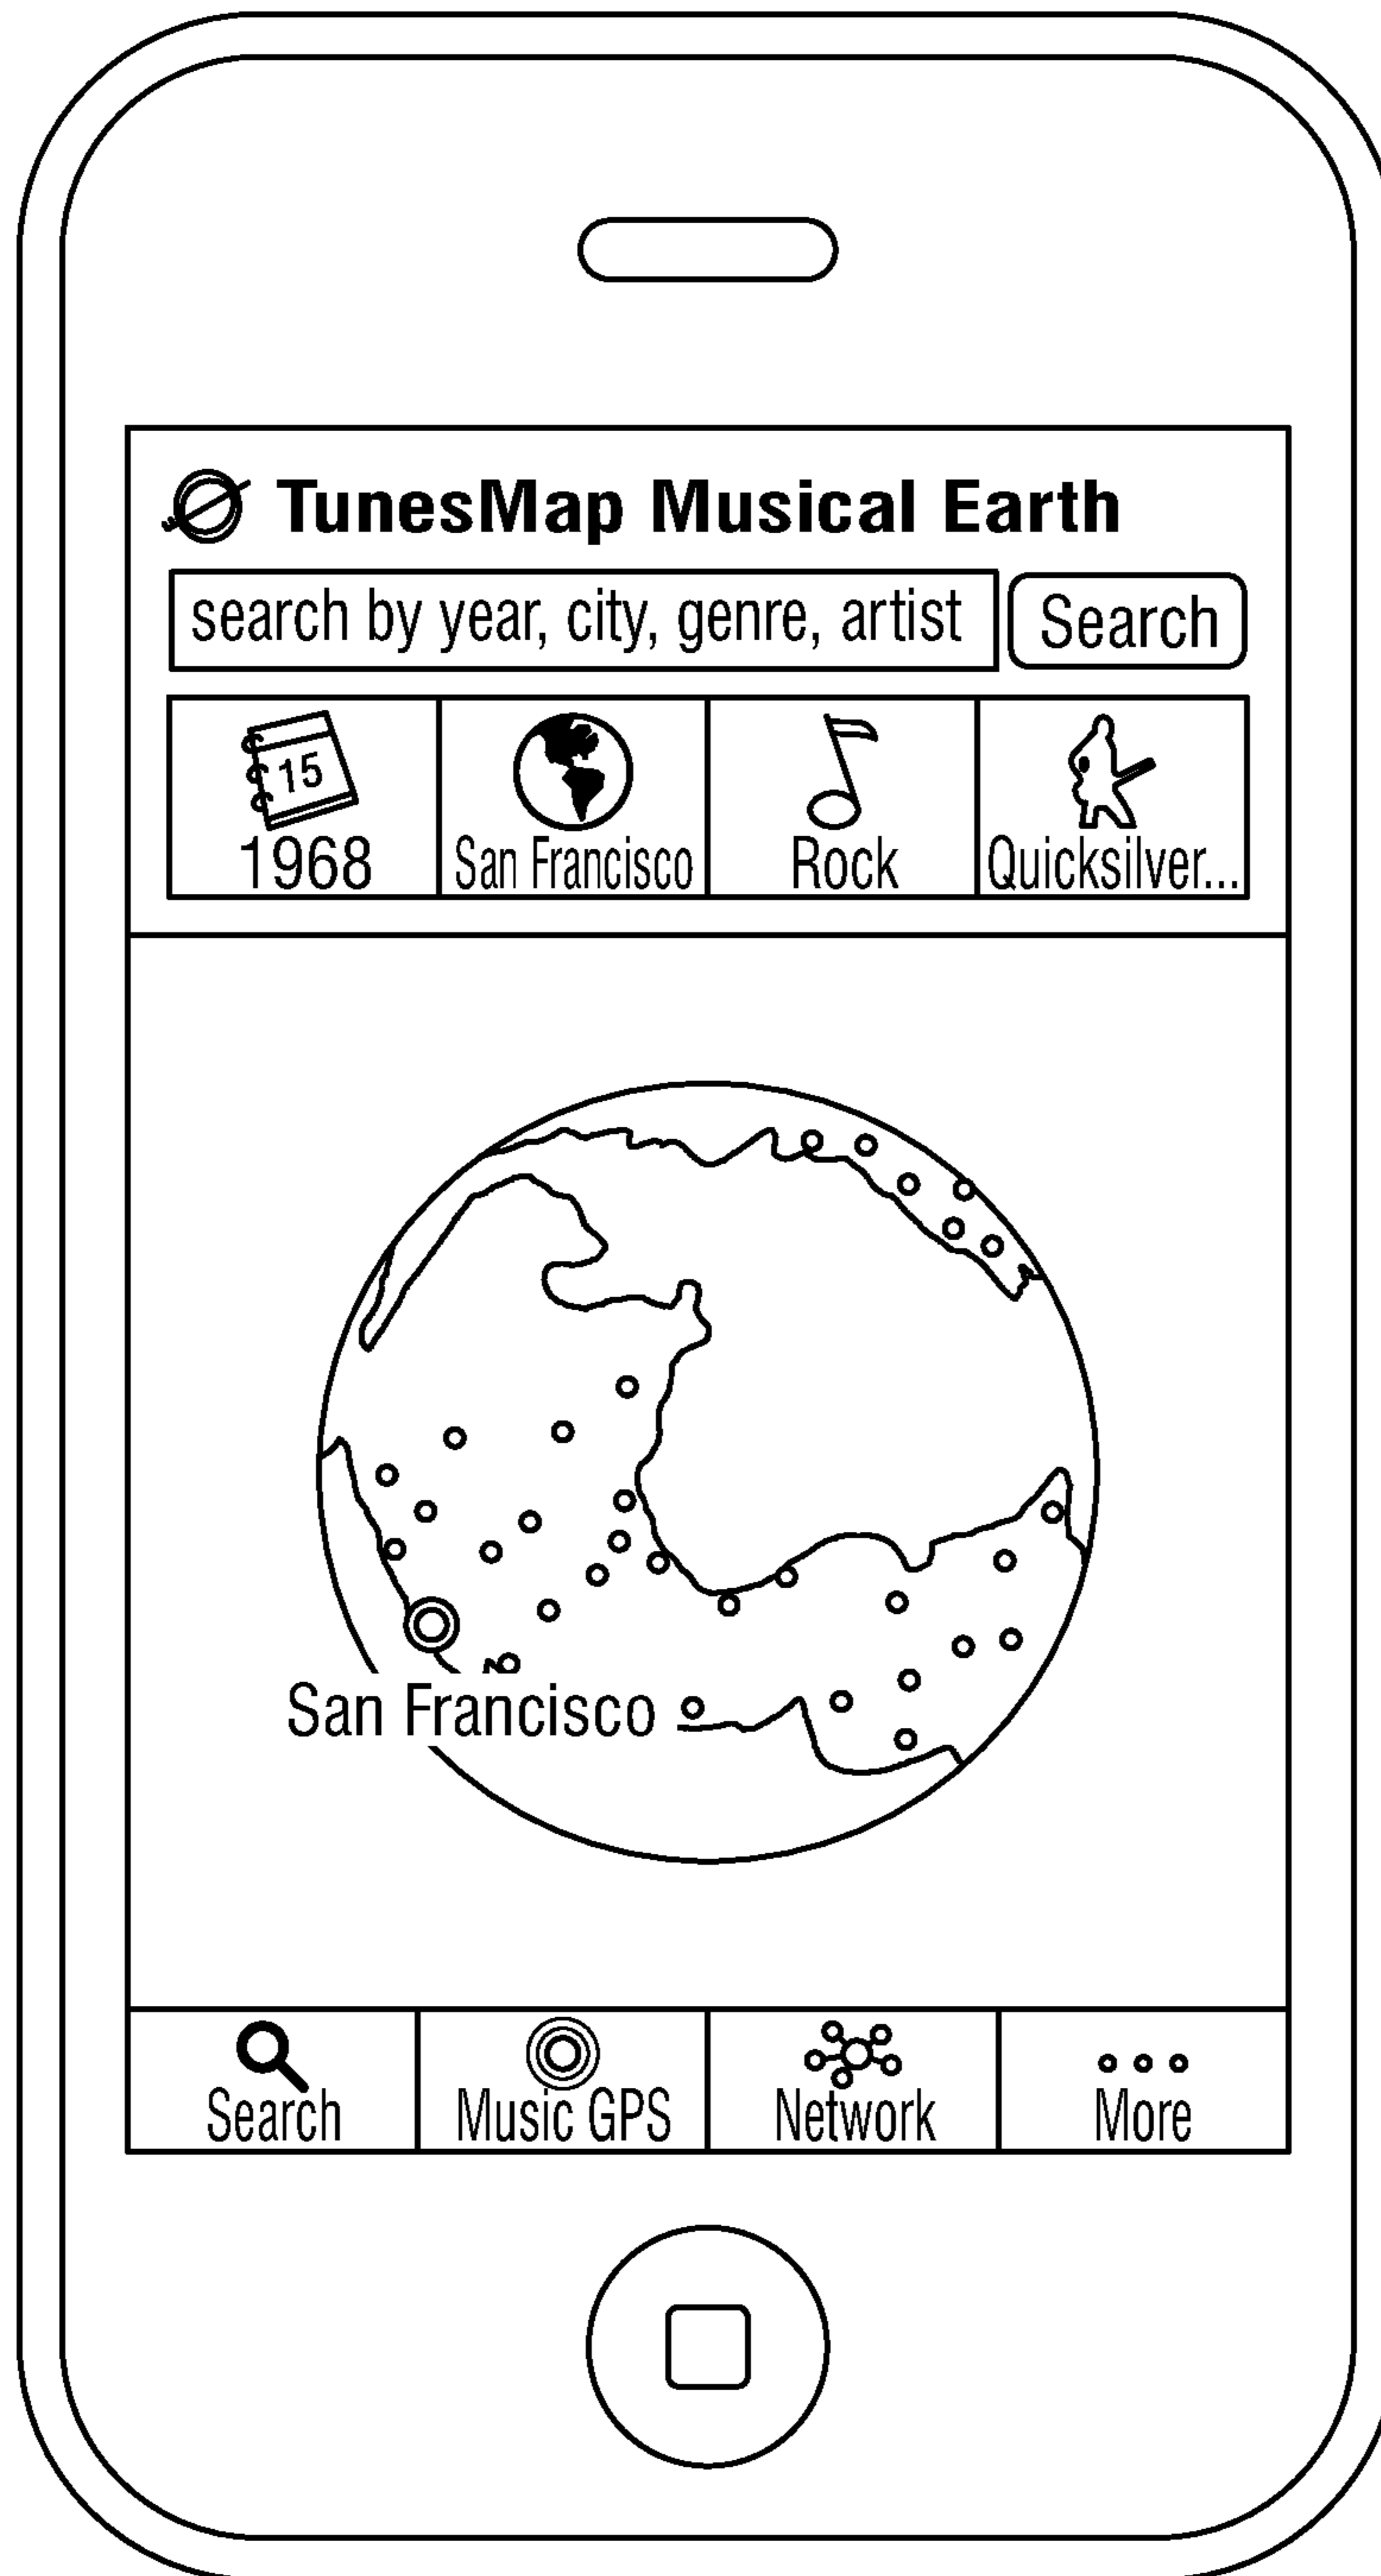 TunesMap Musical Earth
search by year, city, genre, artist Search
15
1968 San Francisco Rock Quicksilver...
San Francisco
Search Music GPS Network More